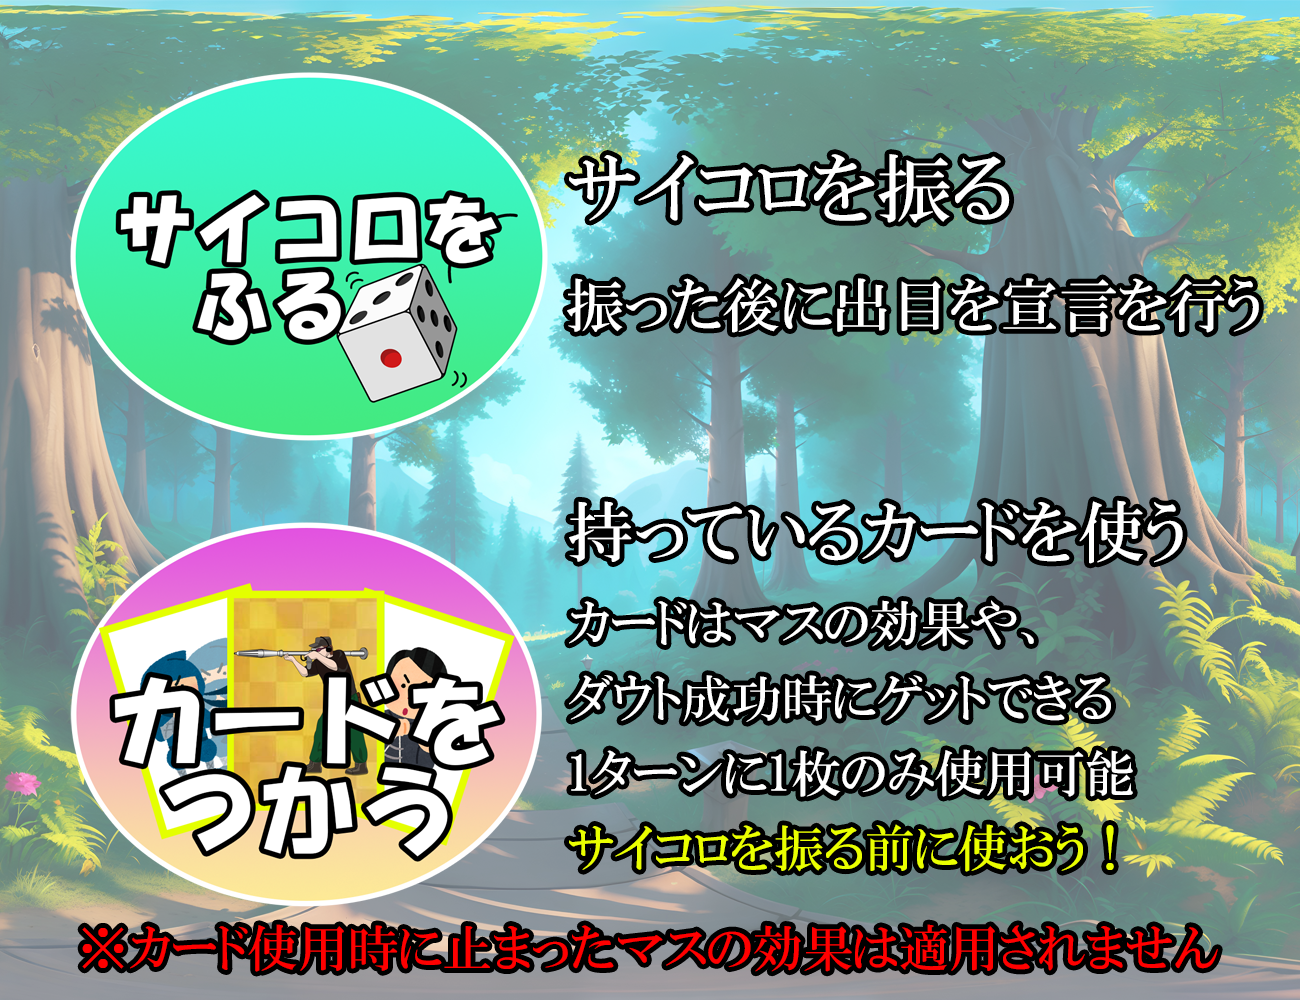 サイコロを
ふる
サイコロを振る
振った後に出目を宣言を行う
カードを
つかう
持っているカードを使う
カードはマスの効果や、
ダウト成功時にゲットできる
1ターンに1枚のみ使用可能
サイコロを振る前に使おう！
※カード使用時に止まったマスの効果は適用されません